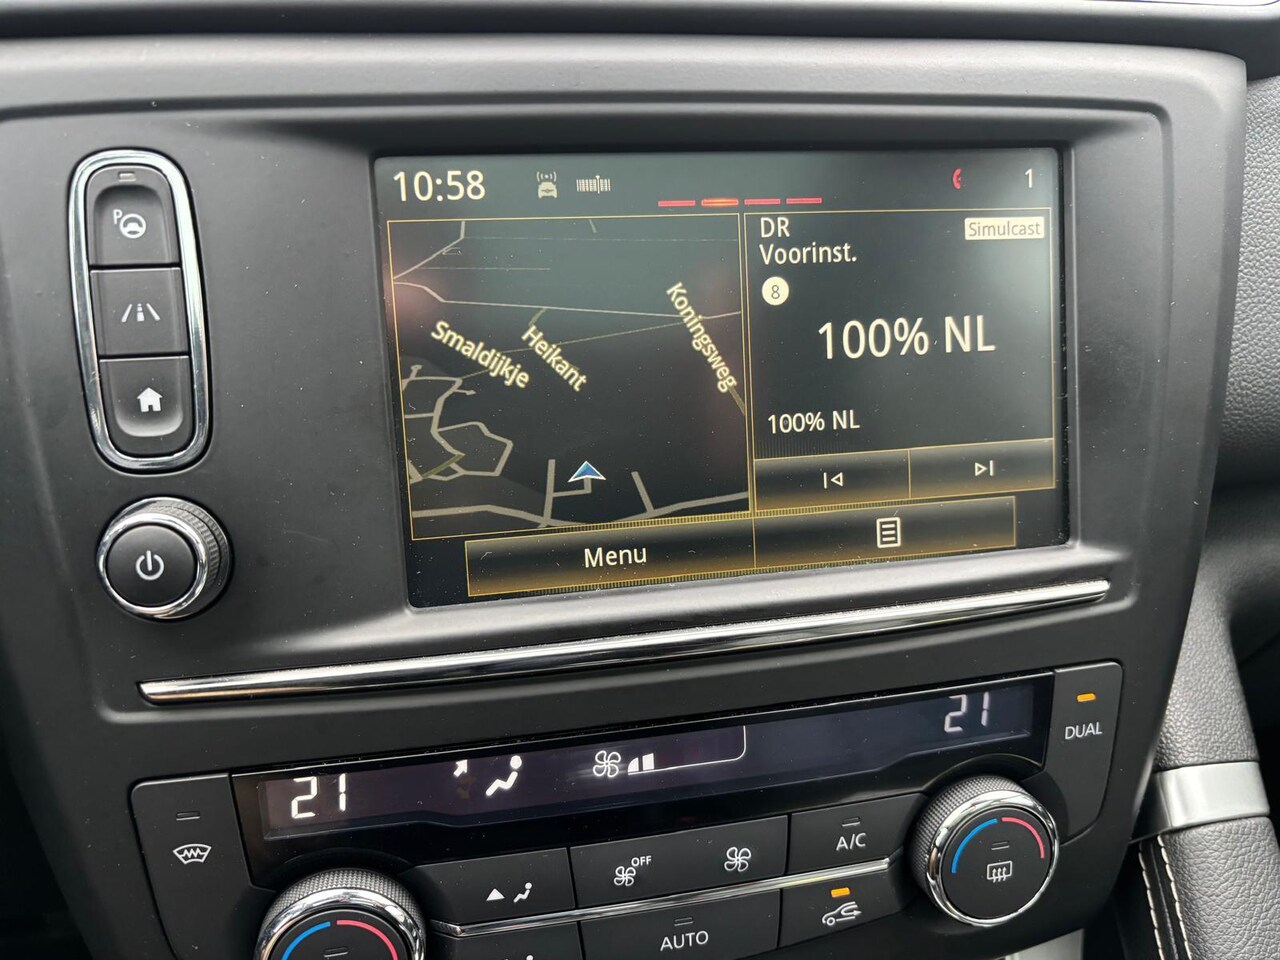 10:58
1
DR
Simulcast
Voorinst.
8
100% NL
100% NL
Smaldijkje
Heikant
Koningsweg
Menu
P
21
21
DUAL
OFF
A/C
AUTO